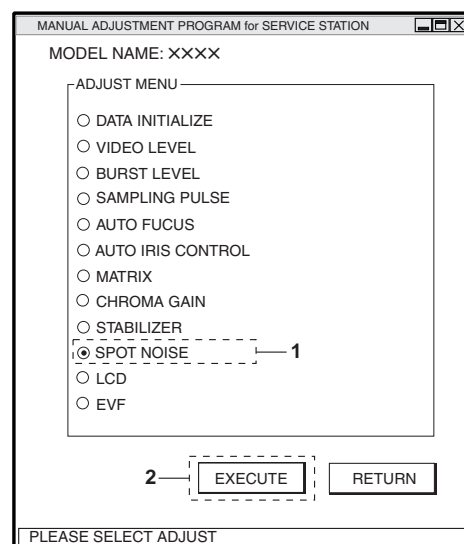 MANUAL ADJUSTMENT PROGRAM for SERVICE STATION
MODEL NAME: XXXX
ADJUST MENU
DATA INITIALIZE
VIDEO LEVEL
BURST LEVEL
SAMPLING PULSE
AUTO FUCUS
AUTO IRIS CONTROL
MATRIX
CHROMA GAIN
STABILIZER
SPOT NOISE 1
LCD
EVF
2 EXECUTE RETURN
PLEASE SELECT ADJUST